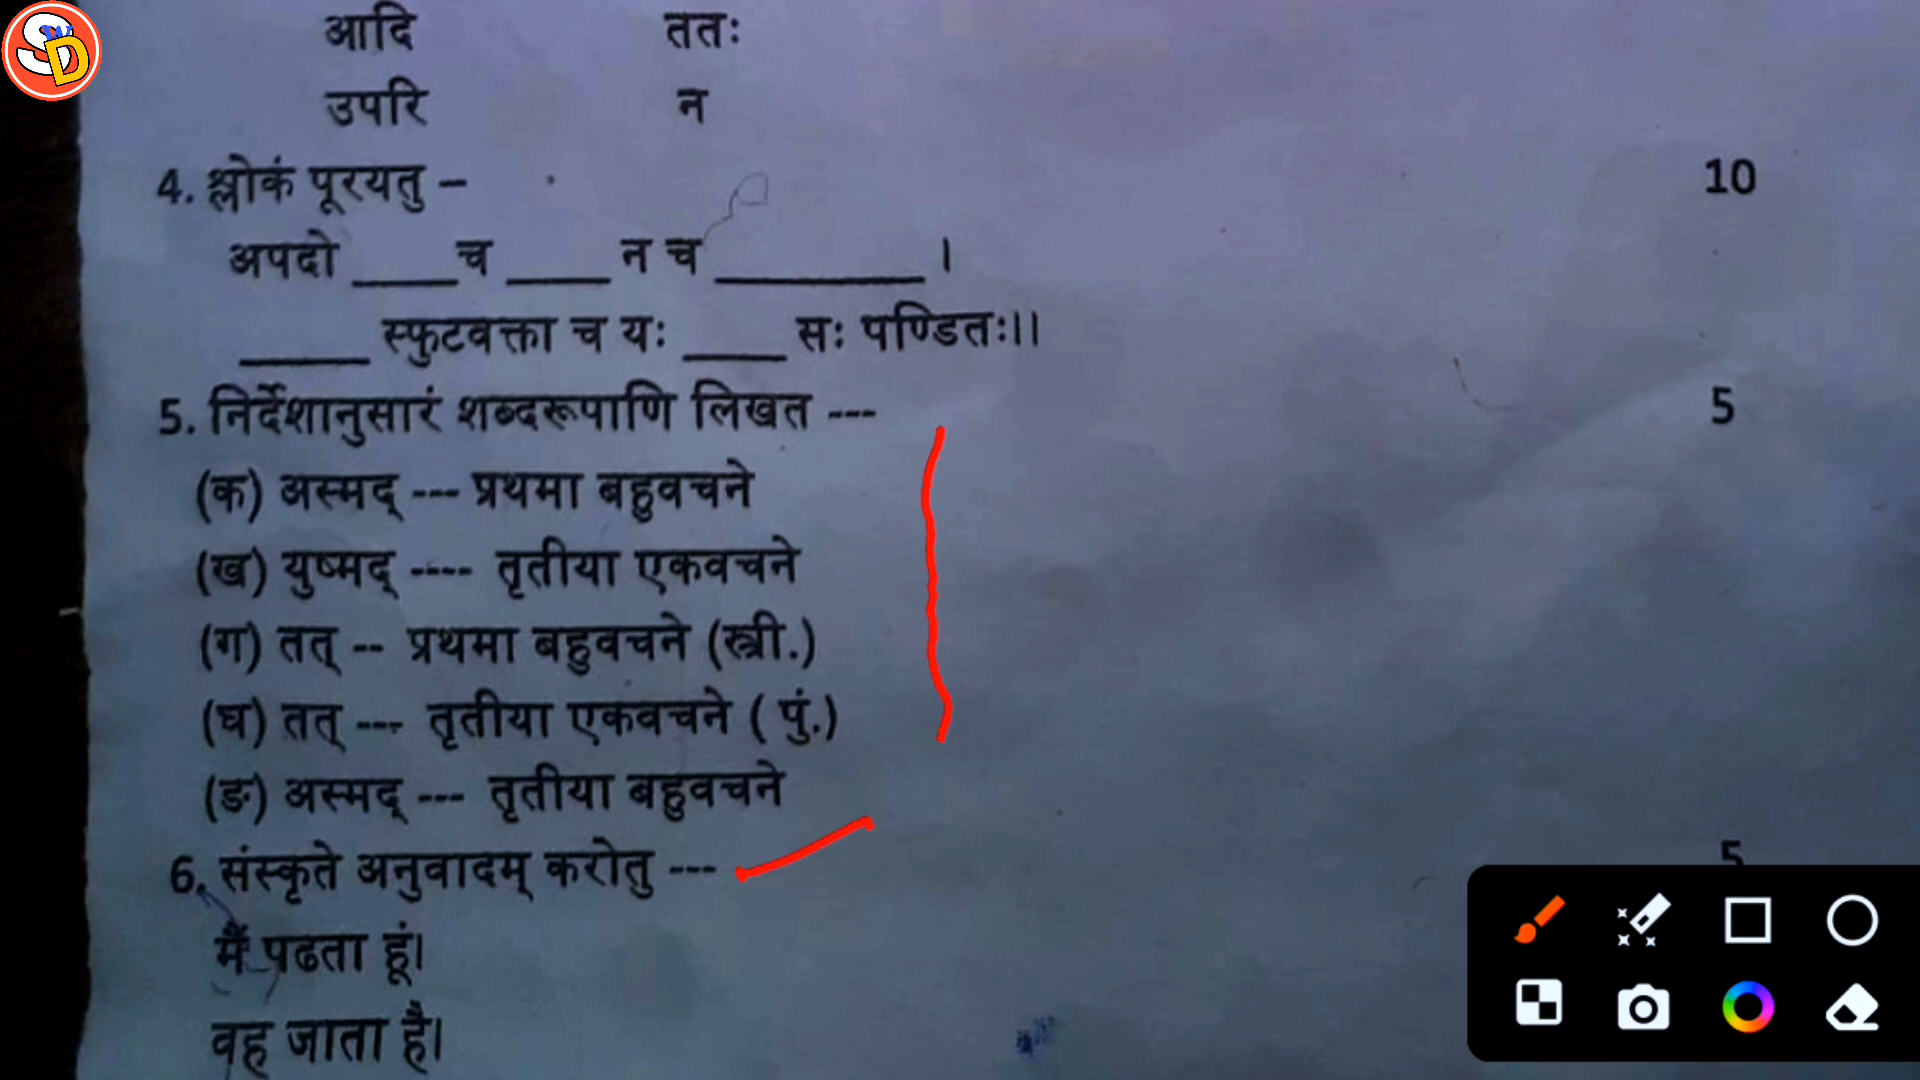 SD
आदि ततः
उपरि न
4. श्लोकं पूरयतु – 10
अपदो ____ च ____ न च ________ ।
_____ स्फुटवक्ता च यः ____ सः पण्डितः।।
5. निर्देशानुसारं शब्दरूपाणि लिखत --- 5
(क) अस्मद् --- प्रथमा बहुवचने
(ख) युष्मद् ---- तृतीया एकवचने
(ग) तत् -- प्रथमा बहुवचने (स्त्री.)
(घ) तत् --- तृतीया एकवचने ( पुं.)
(ङ) अस्मद् --- तृतीया बहुवचने
6. संस्कृते अनुवादम् करोतु --- 5
मैं पढता हूं।
वह जाता है।